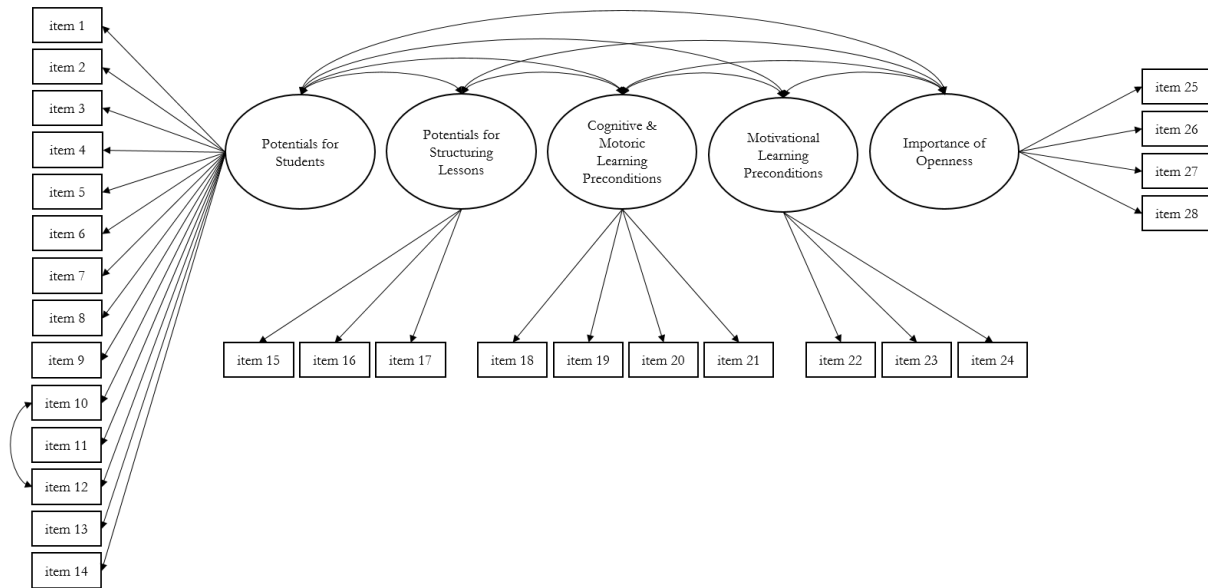 item 1
item 2
item 3
item 4
item 5
item 6
item 7
item 8
item 9
item 10
item 11
item 12
item 13
item 14
Potentials for
Students
Potentials for
Structuring
Lessons
Cognitive &
Motoric
Learning
Preconditions
Motivational
Learning
Preconditions
Importance of
Openness
item 15
item 16
item 17
item 18
item 19
item 20
item 21
item 22
item 23
item 24
item 25
item 26
item 27
item 28